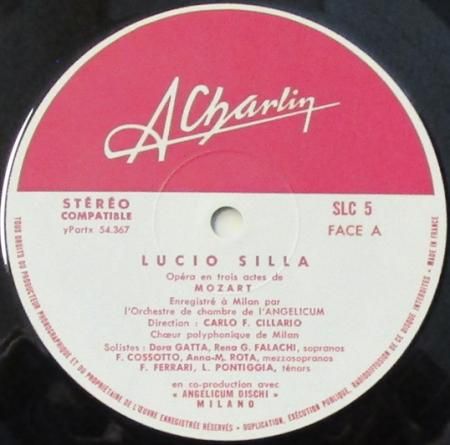 ACharlin
STÉRÉO
COMPATIBLE
yPartx 54.367
SLC 5
FACE A
LUCIO SILLA
Opéra en trois actes de
MOZART
Enregistré à Milan par
l'Orchestre de chambre de l'ANGELICUM
Direction : CARLO F. CILLARIO
Chœur polyphonique de Milan
Solistes : Dora GATTA, Rena G. FALACHI, sopranos
F. COSSOTTO, Anna-M. ROTA, mezzosopranos
F. FERRARI, L. PONTIGGIA, ténors
en co-production avec
« ANGELICUM DISCHI »
MILANO
TOUS DROITS DU PRODUCTEUR PHONOGRAPHIQUE ET DU PROPRIÉTAIRE DE L'ŒUVRE ENREGISTRÉE RÉSERVÉS • DUPLICATION, EXÉCUTION PUBLIQUE, RADIODIFFUSION DE CE DISQUE INTERDITES • MADE IN FRANCE